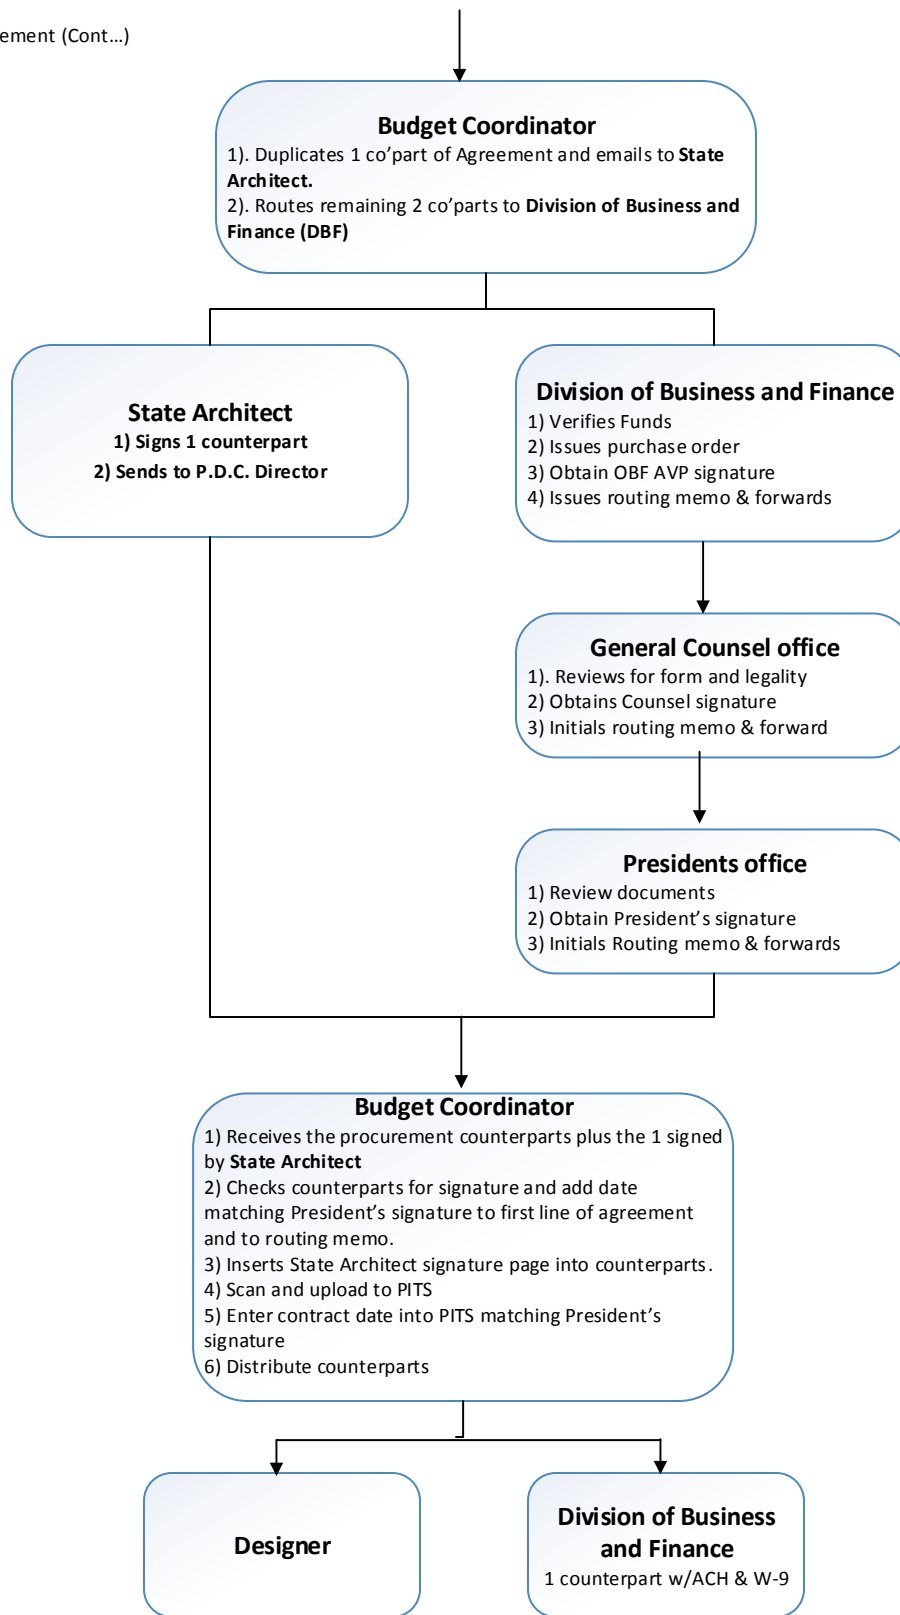 ement (Cont…)
Budget Coordinator
1). Duplicates 1 co’part of Agreement and emails to State
Architect.
2). Routes remaining 2 co’parts to Division of Business and
Finance (DBF)
State Architect
1) Signs 1 counterpart
2) Sends to P.D.C. Director
Division of Business and Finance
1) Verifies Funds
2) Issues purchase order
3) Obtain OBF AVP signature
4) Issues routing memo & forwards
General Counsel office
1). Reviews for form and legality
2) Obtains Counsel signature
3) Initials routing memo & forward
Presidents office
1) Review documents
2) Obtain President’s signature
3) Initials Routing memo & forwards
Budget Coordinator
1) Receives the procurement counterparts plus the 1 signed
by State Architect
2) Checks counterparts for signature and add date
matching President’s signature to first line of agreement
and to routing memo.
3) Inserts State Architect signature page into counterparts.
4) Scan and upload to PITS
5) Enter contract date into PITS matching President’s
signature
6) Distribute counterparts
Designer
Division of Business
and Finance
1 counterpart w/ACH & W-9